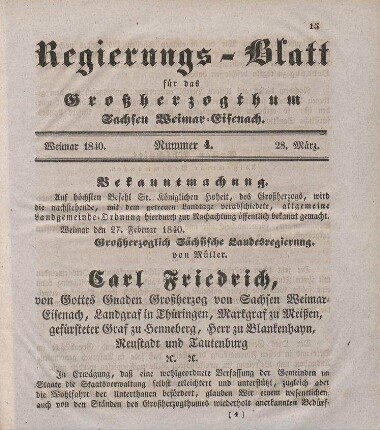 15
Regierungs-Blatt
für das
Großherzogthum
Sachsen Weimar-Eisenach.
Weimar 1840. Nummer 4. 28. März.
Bekanntmachung.
Auf höchsten Befehl Sr. Königlichen Hoheit, des Großherzogs, wird
die nachstehende, mit dem getreuen Landtage verabschiedete, allgemeine
Landgemeinde-Ordnung hierdurch zur Nachachtung öffentlich bekannt gemacht.
Weimar den 27. Februar 1840.
Großherzoglich Sächsische Landesregierung.
von Müller.
Carl Friedrich,
von Gottes Gnaden Großherzog von Sachsen Weimar-
Eisenach, Landgraf in Thüringen, Markgraf zu Meißen,
gefürsteter Graf zu Henneberg, Herr zu Blankenhayn,
Neustadt und Tautenburg
ꝛc. ꝛc.
In Erwägung, daß eine wohlgeordnete Verfassung der Gemeinden im
Staate die Staatsverwaltung selbst erleichtert und unterstützt, zugleich aber
die Wohlfahrt der Unterthanen befördert, glauben Wir einem wesentlichen,
auch von den Ständen des Großherzogthumes wiederholt anerkannten Bedürf-
(4)